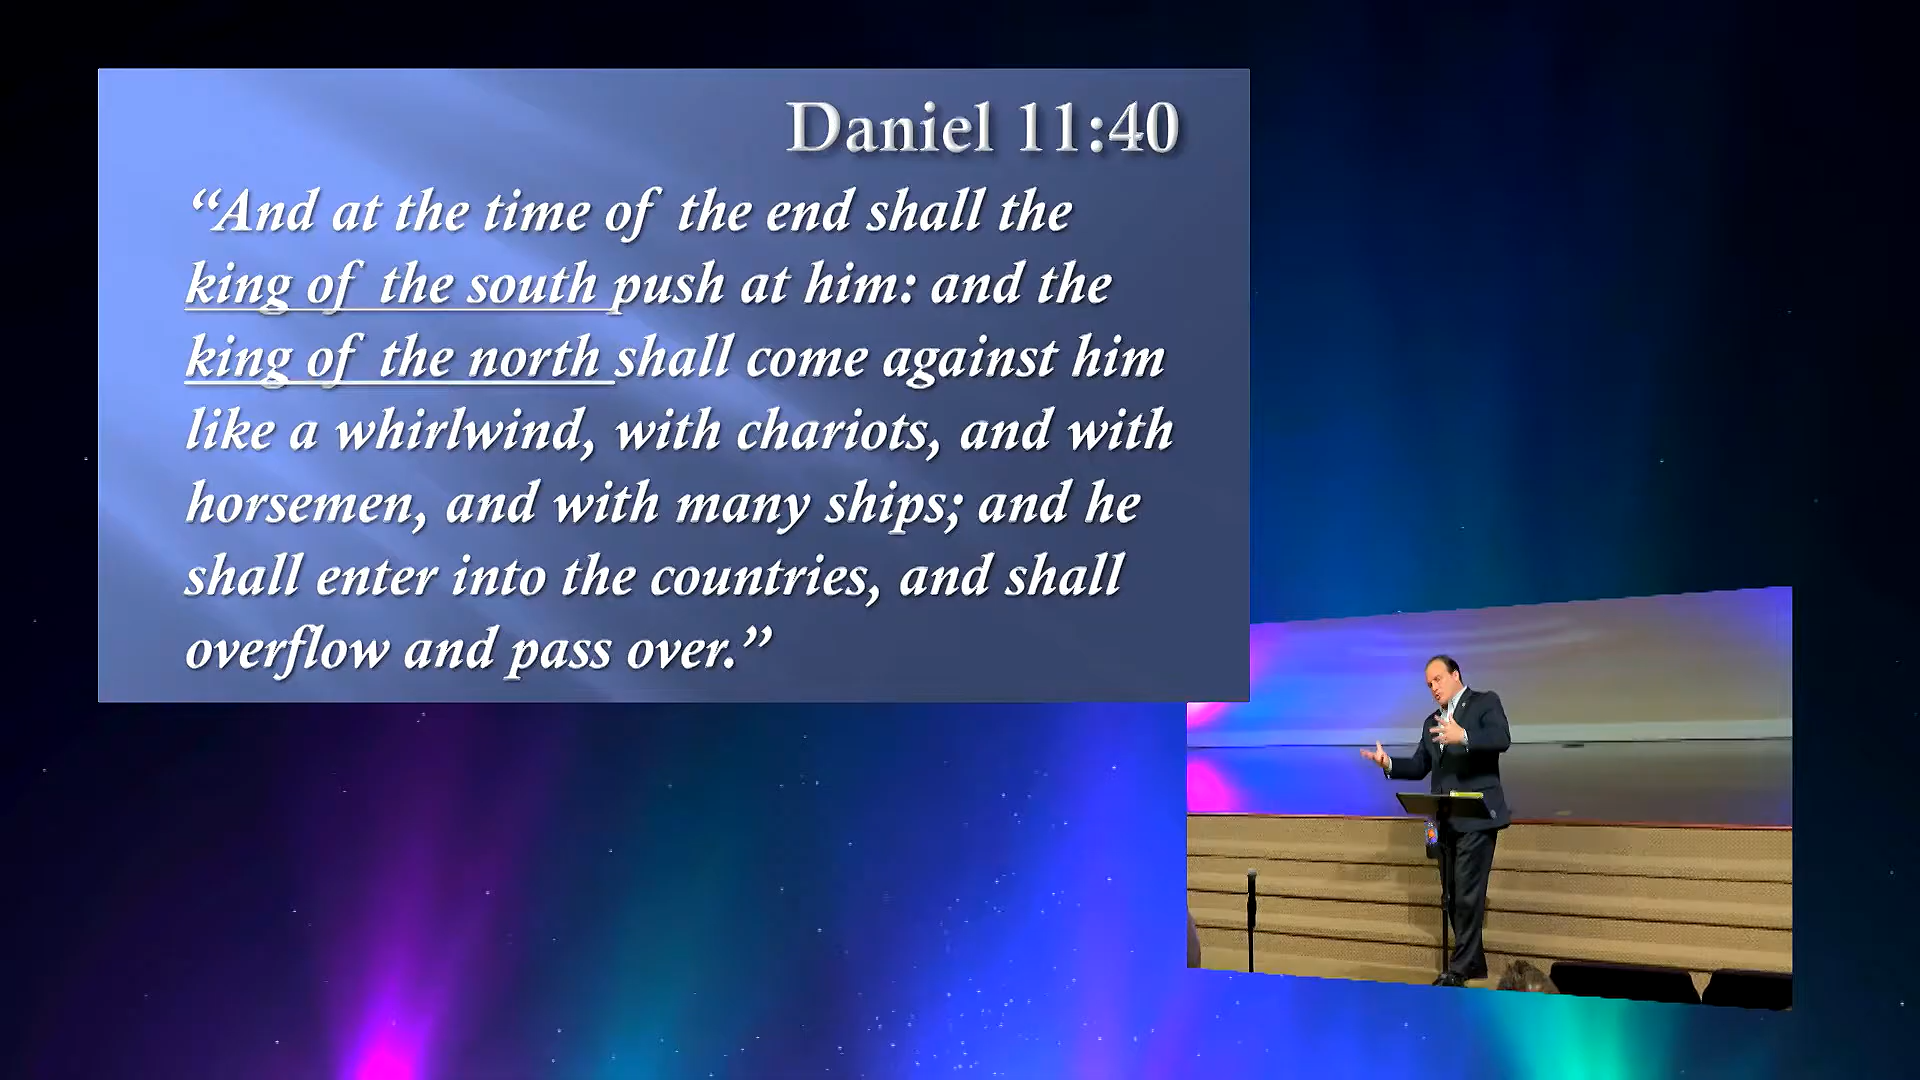 Daniel 11:40
“And at the time of the end shall the
king of the south push at him: and the
king of the north shall come against him
like a whirlwind, with chariots, and with
horsemen, and with many ships; and he
shall enter into the countries, and shall
overflow and pass over.”